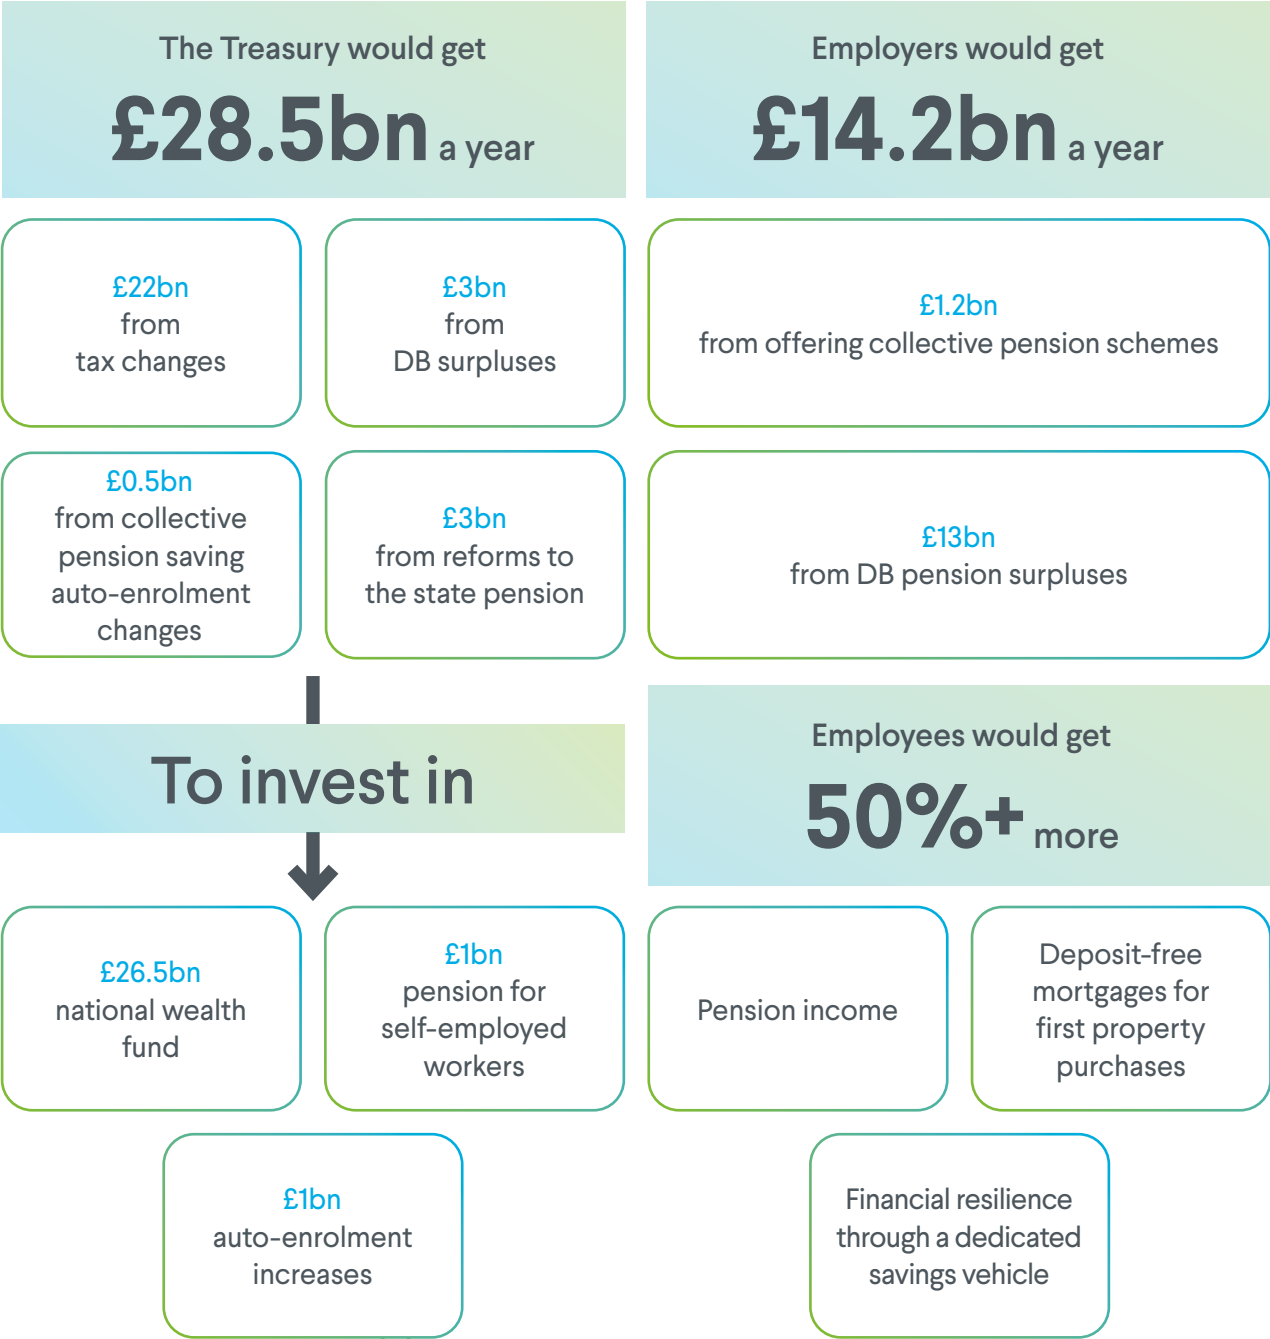 The Treasury would get
£28.5bn a year
£22bn
from
tax changes
£3bn
from
DB surpluses
£0.5bn
from collective
pension saving
auto-enrolment
changes
£3bn
from reforms to
the state pension
To invest in
£26.5bn
national wealth
fund
£1bn
pension for
self-employed
workers
£1bn
auto-enrolment
increases
Employers would get
£14.2bn a year
£1.2bn
from offering collective pension schemes
£13bn
from DB pension surpluses
Employees would get
50%+ more
Pension income
Deposit-free
mortgages for
first property
purchases
Financial resilience
through a dedicated
savings vehicle